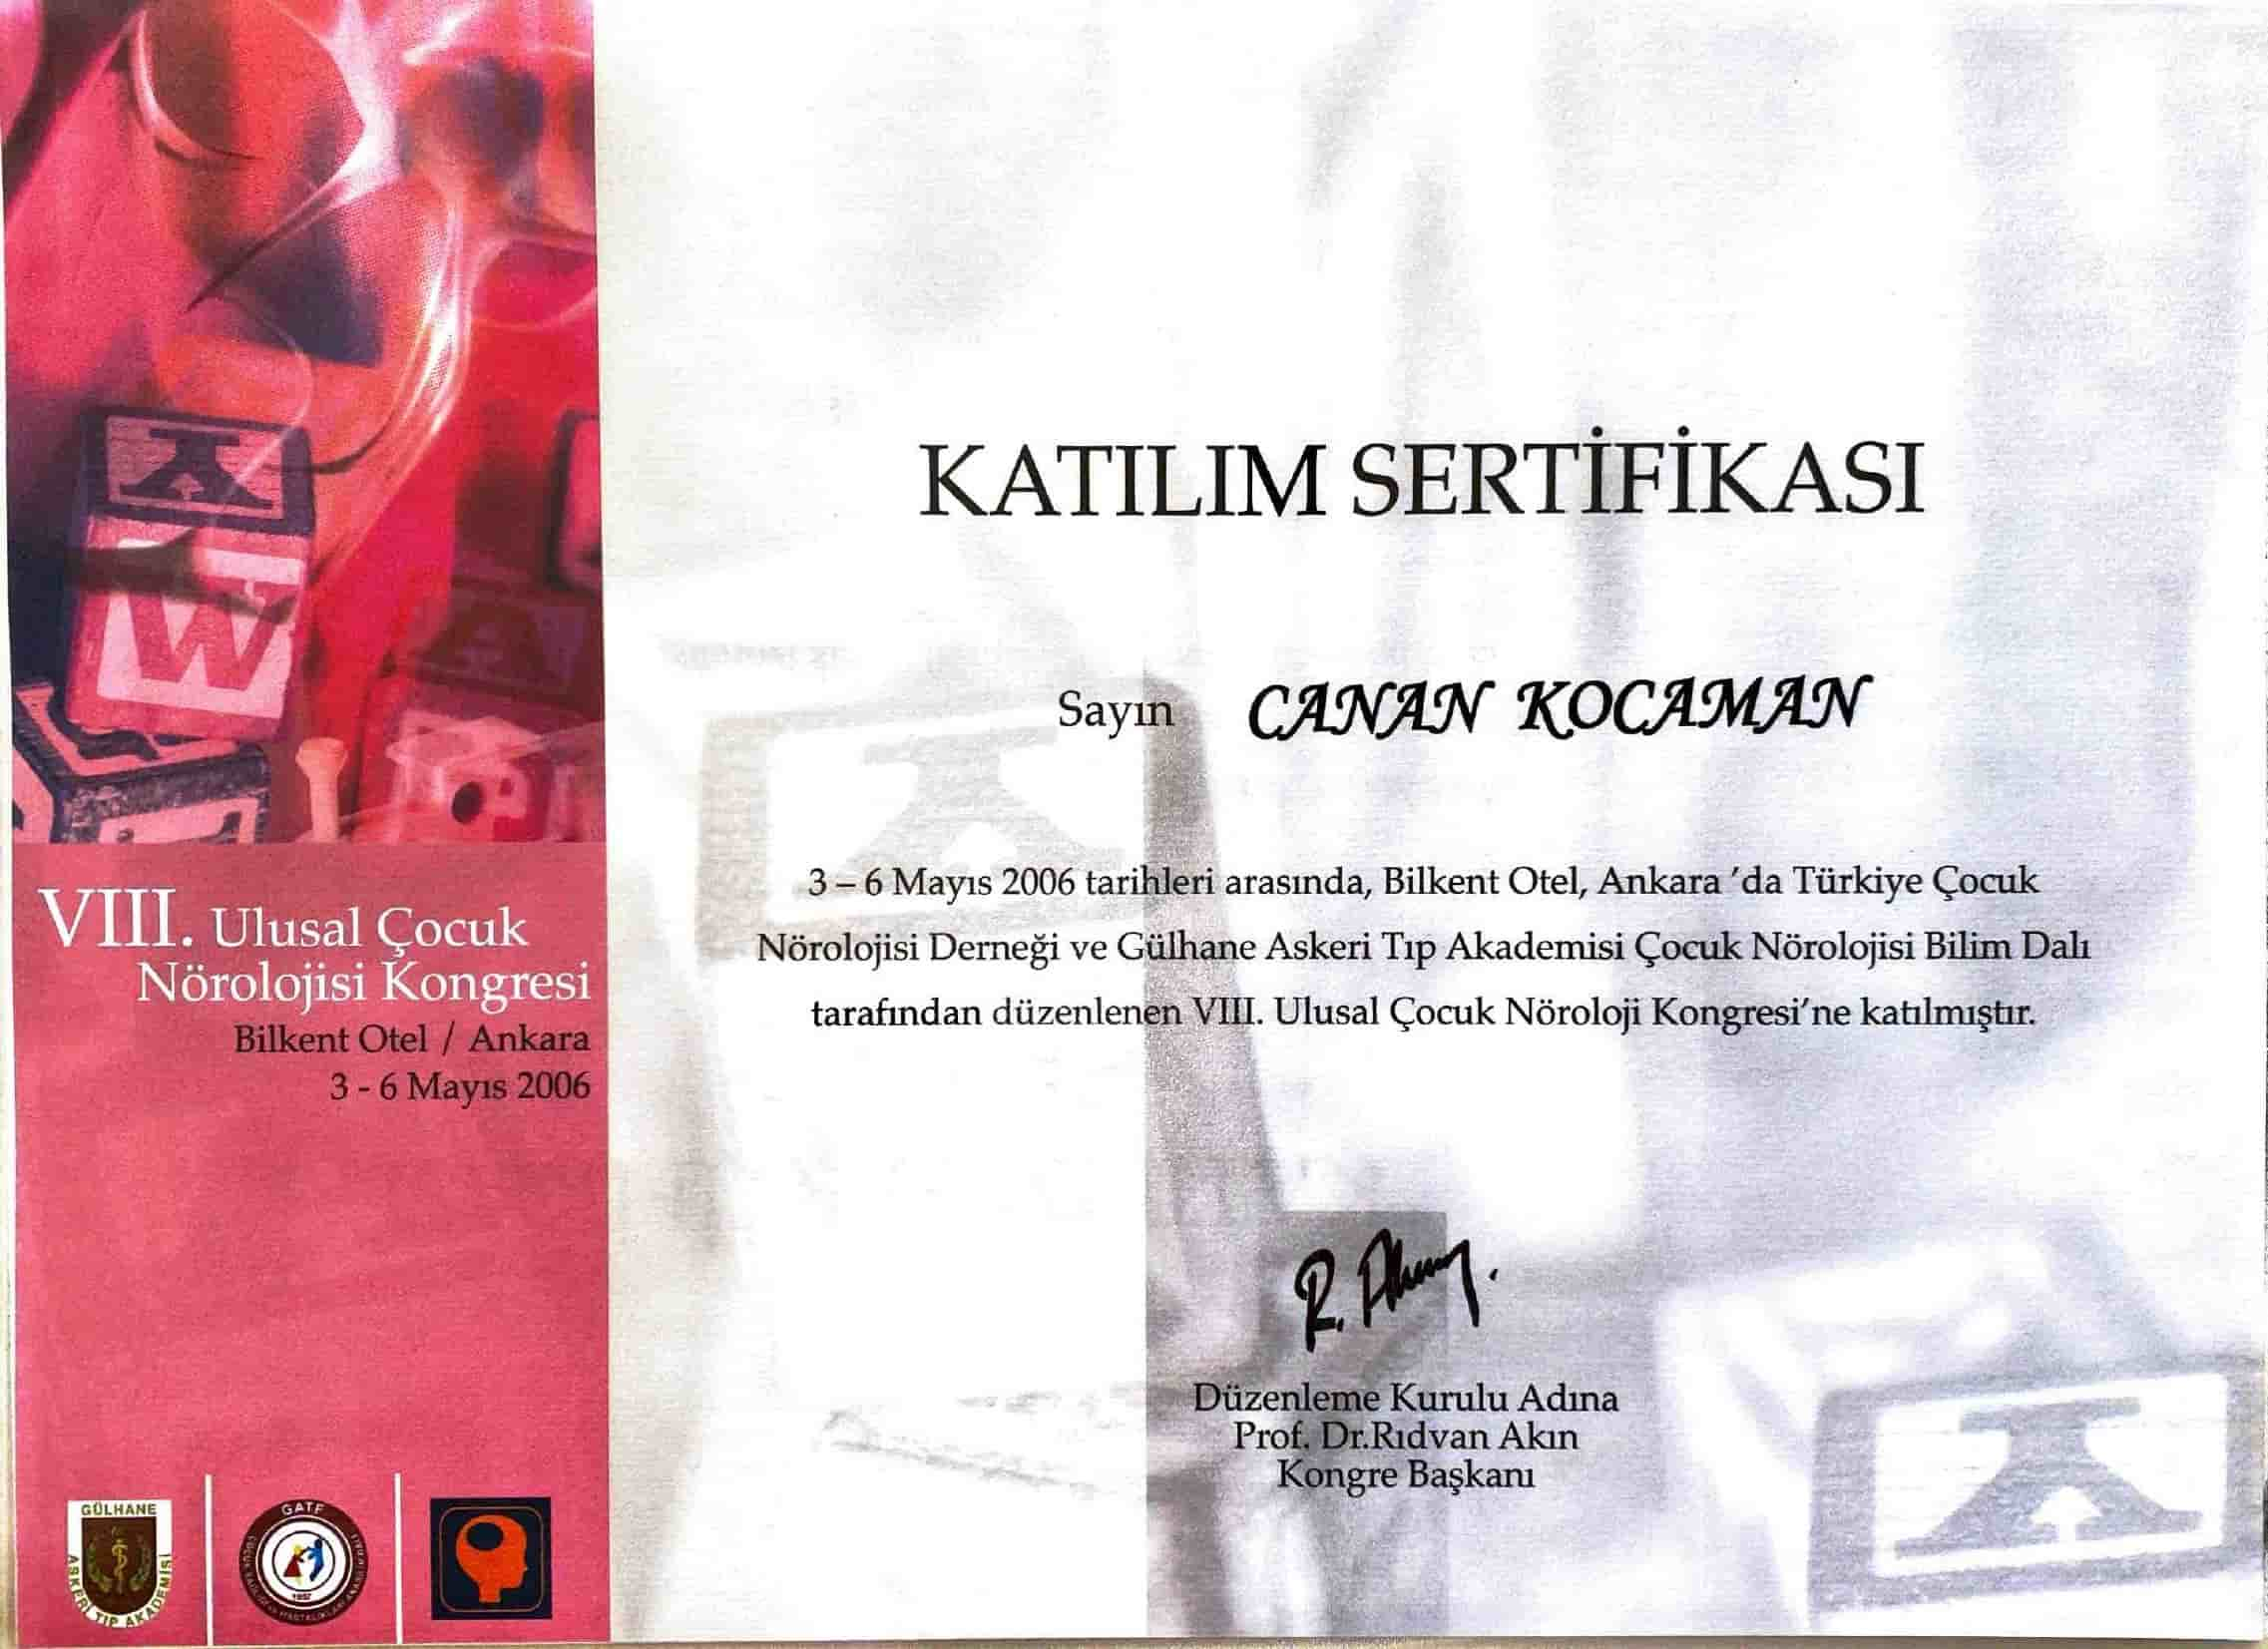 VIII. Ulusal Çocuk
Nörolojisi Kongresi
Bilkent Otel / Ankara
3 - 6 Mayıs 2006
GÜLHANE
ASKERİ TIP AKADEMİSİ
GATF
1957
KATILIM SERTİFİKASI
Sayın CANAN KOCAMAN
3 – 6 Mayıs 2006 tarihleri arasında, Bilkent Otel, Ankara 'da Türkiye Çocuk
Nörolojisi Derneği ve Gülhane Askeri Tıp Akademisi Çocuk Nörolojisi Bilim Dalı
tarafından düzenlenen VIII. Ulusal Çocuk Nöroloji Kongresi'ne katılmıştır.
Düzenleme Kurulu Adına
Prof. Dr.Rıdvan Akın
Kongre Başkanı